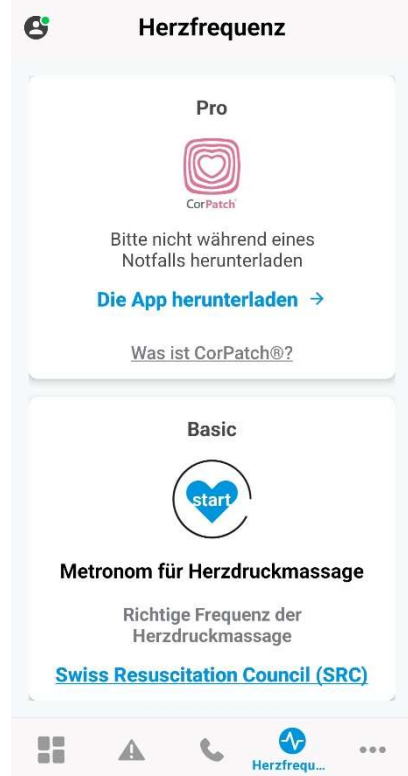 Herzfrequenz
Pro
CorPatch
Bitte nicht während eines
Notfalls herunterladen
Die App herunterladen →
Was ist CorPatch®?
Basic
start
Metronom für Herzdruckmassage
Richtige Frequenz der
Herzdruckmassage
Swiss Resuscitation Council (SRC)
Herzfrequ...